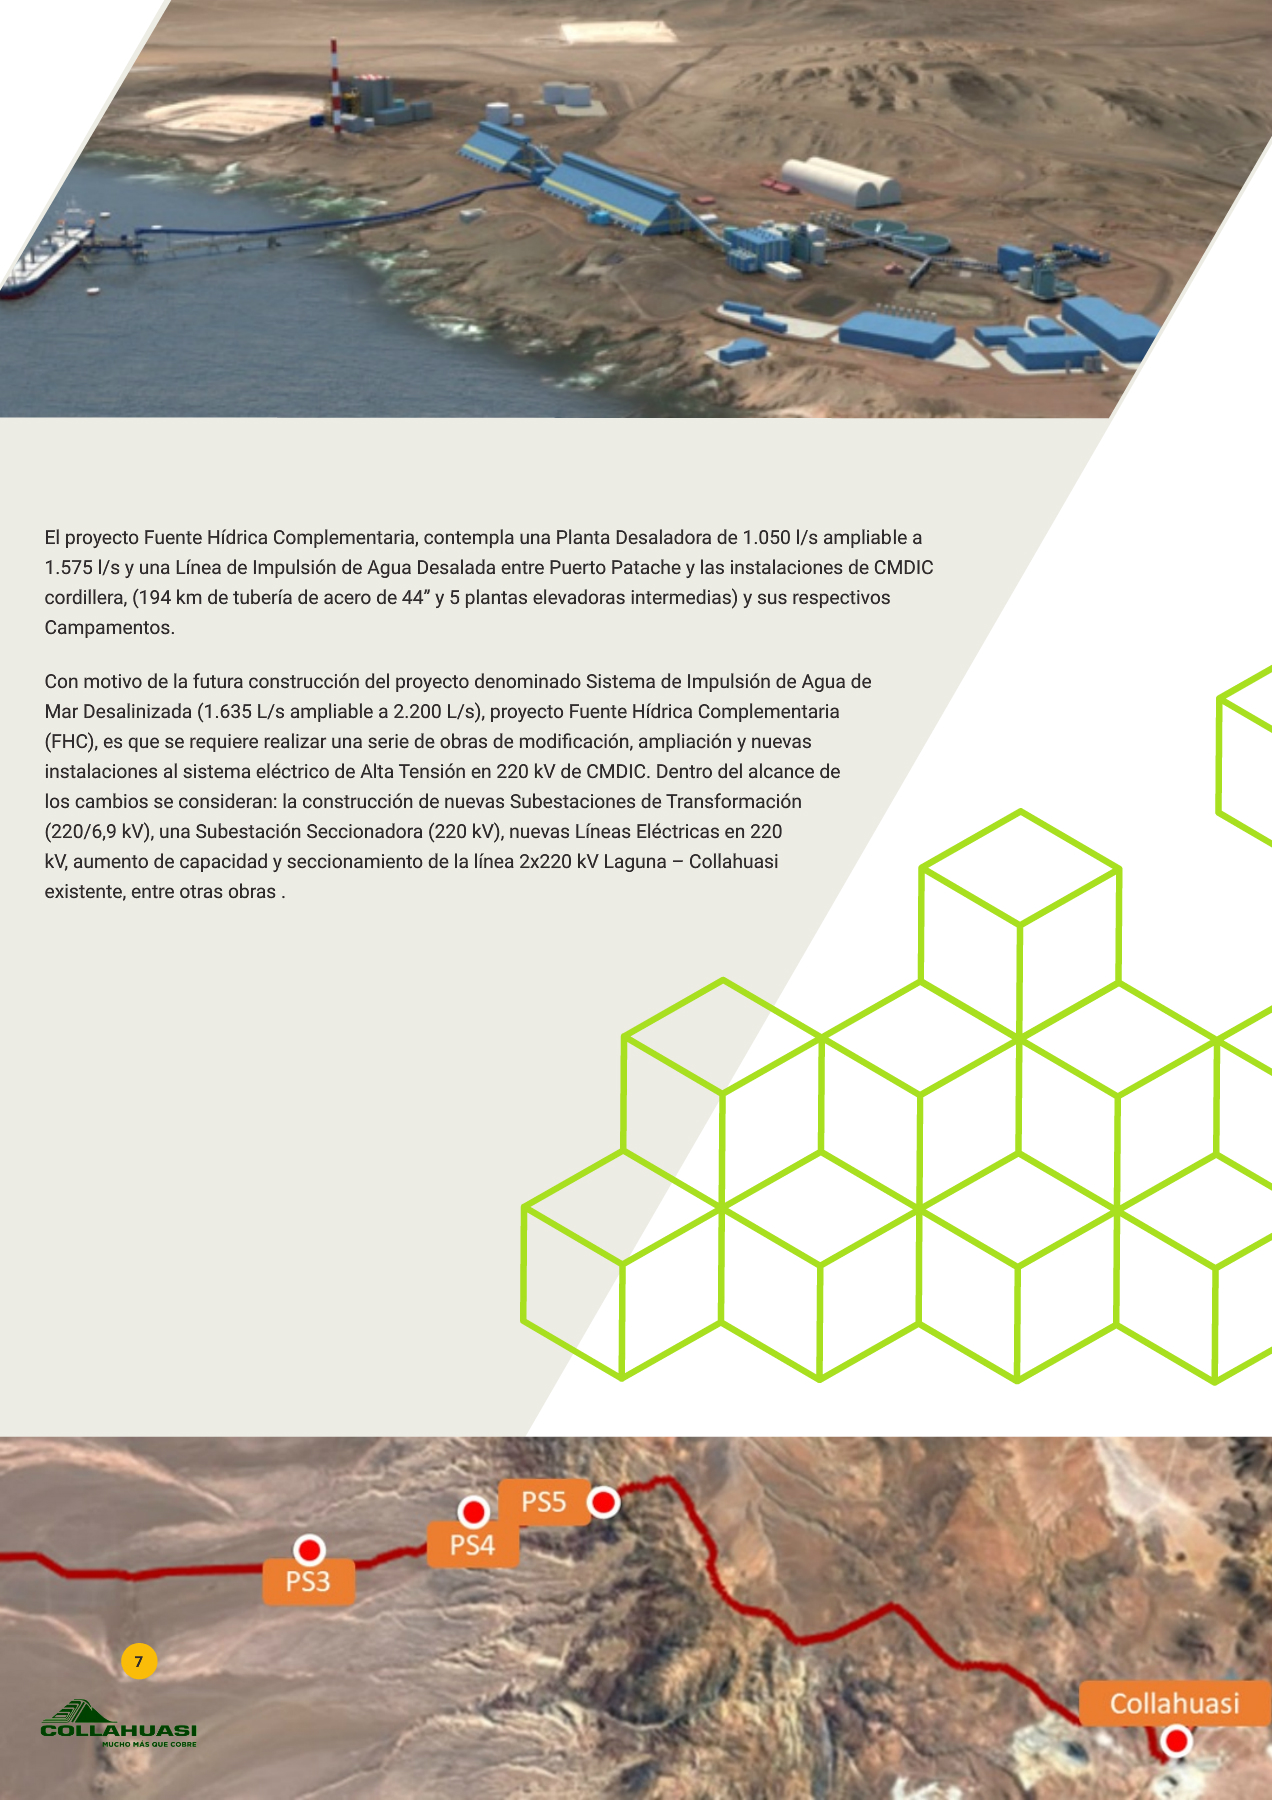 El proyecto Fuente Hídrica Complementaria, contempla una Planta Desaladora de 1.050 l/s ampliable a
1.575 l/s y una Línea de Impulsión de Agua Desalada entre Puerto Patache y las instalaciones de CMDIC
cordillera, (194 km de tubería de acero de 44” y 5 plantas elevadoras intermedias) y sus respectivos
Campamentos.
Con motivo de la futura construcción del proyecto denominado Sistema de Impulsión de Agua de
Mar Desalinizada (1.635 L/s ampliable a 2.200 L/s), proyecto Fuente Hídrica Complementaria
(FHC), es que se requiere realizar una serie de obras de modificación, ampliación y nuevas
instalaciones al sistema eléctrico de Alta Tensión en 220 kV de CMDIC. Dentro del alcance de
los cambios se consideran: la construcción de nuevas Subestaciones de Transformación
(220/6,9 kV), una Subestación Seccionadora (220 kV), nuevas Líneas Eléctricas en 220
kV, aumento de capacidad y seccionamiento de la línea 2x220 kV Laguna – Collahuasi
existente, entre otras obras .
PS5
PS4
PS3
7
Collahuasi
COLLAHUASI
MUCHO MÁS QUE COBRE